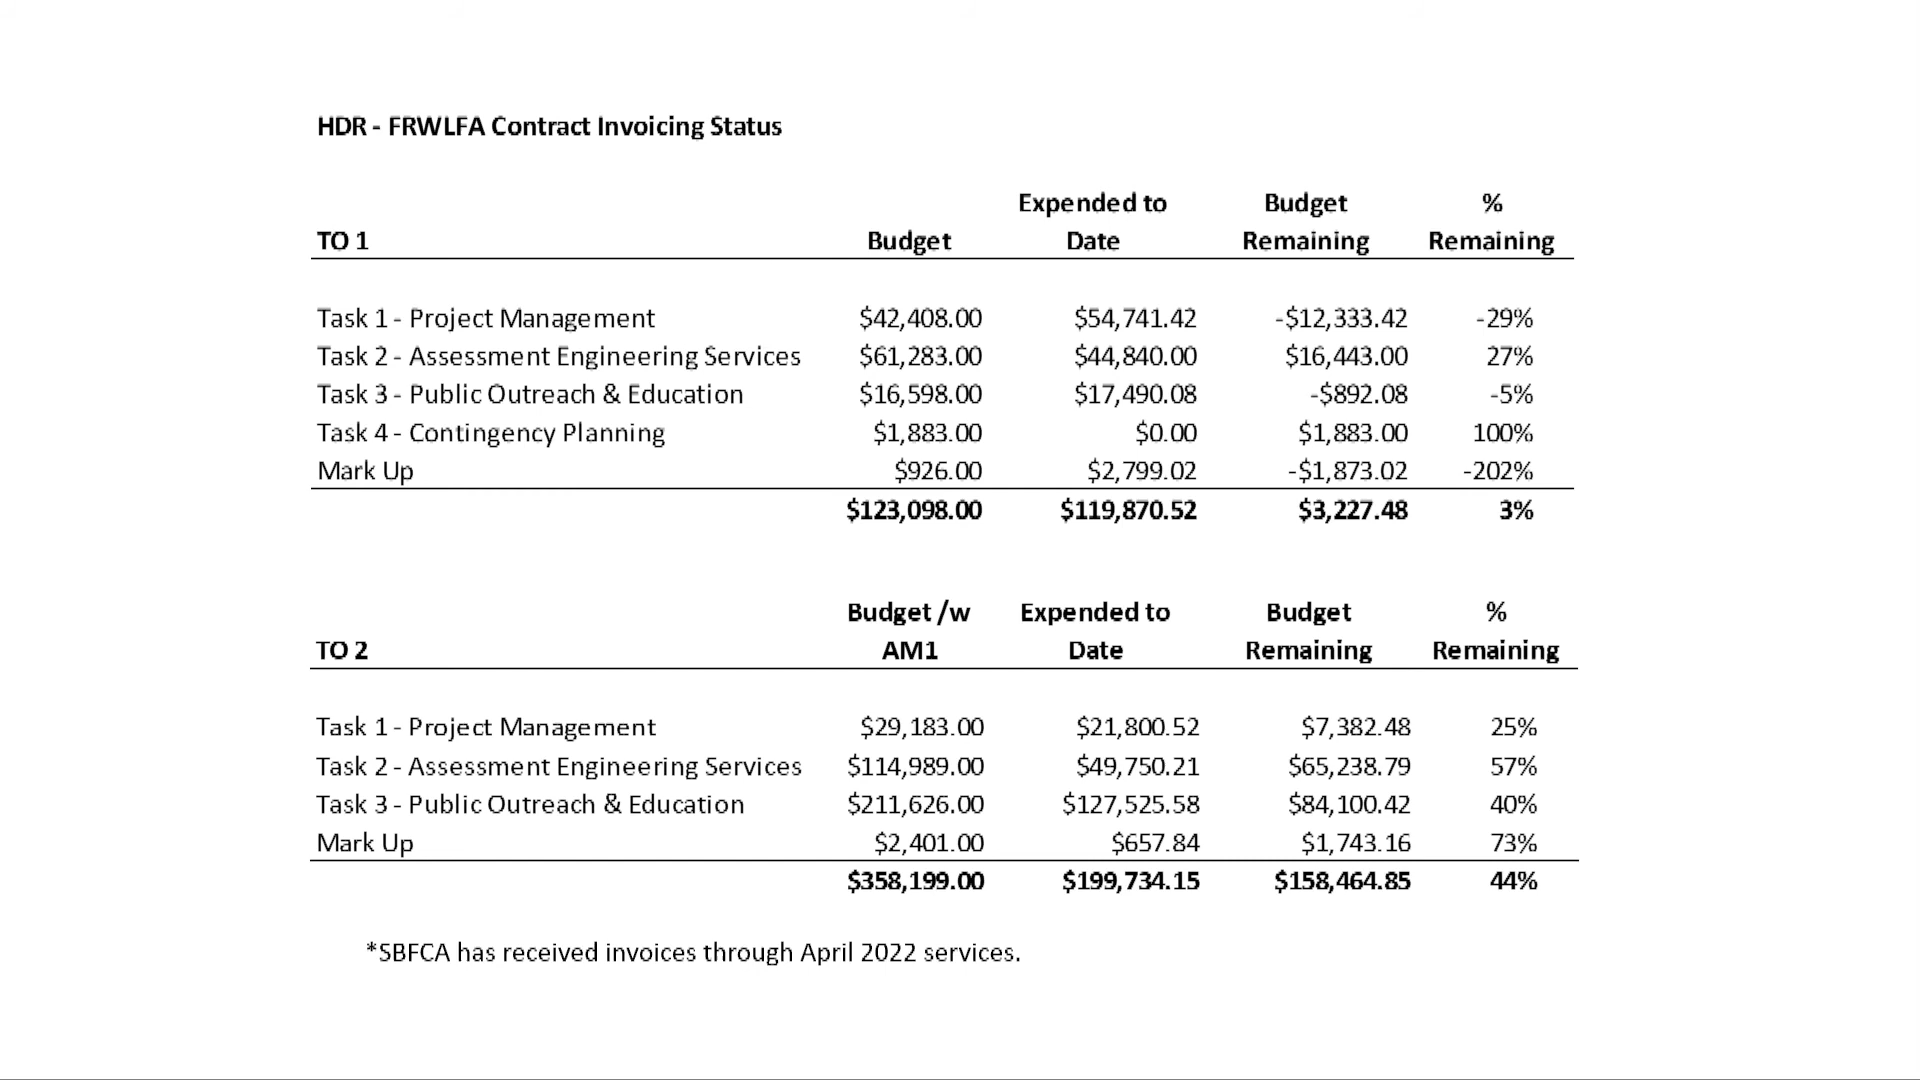 HDR - FRWLFA Contract Invoicing Status
Expended to Budget %
TO 1 Budget Date Remaining Remaining
Task 1 - Project Management $42,408.00 $54,741.42 -$12,333.42 -29%
Task 2 - Assessment Engineering Services $61,283.00 $44,840.00 $16,443.00 27%
Task 3 - Public Outreach & Education $16,598.00 $17,490.08 -$892.08 -5%
Task 4 - Contingency Planning $1,883.00 $0.00 $1,883.00 100%
Mark Up $926.00 $2,799.02 -$1,873.02 -202%
$123,098.00 $119,870.52 $3,227.48 3%
Budget /w Expended to Budget %
TO 2 AM1 Date Remaining Remaining
Task 1 - Project Management $29,183.00 $21,800.52 $7,382.48 25%
Task 2 - Assessment Engineering Services $114,989.00 $49,750.21 $65,238.79 57%
Task 3 - Public Outreach & Education $211,626.00 $127,525.58 $84,100.42 40%
Mark Up $2,401.00 $657.84 $1,743.16 73%
$358,199.00 $199,734.15 $158,464.85 44%
*SBFCA has received invoices through April 2022 services.